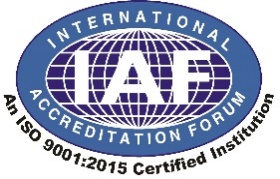 INTERNATIONAL
IAF
ACCREDITATION FORUM
An ISO 9001:2015 Certified Institution